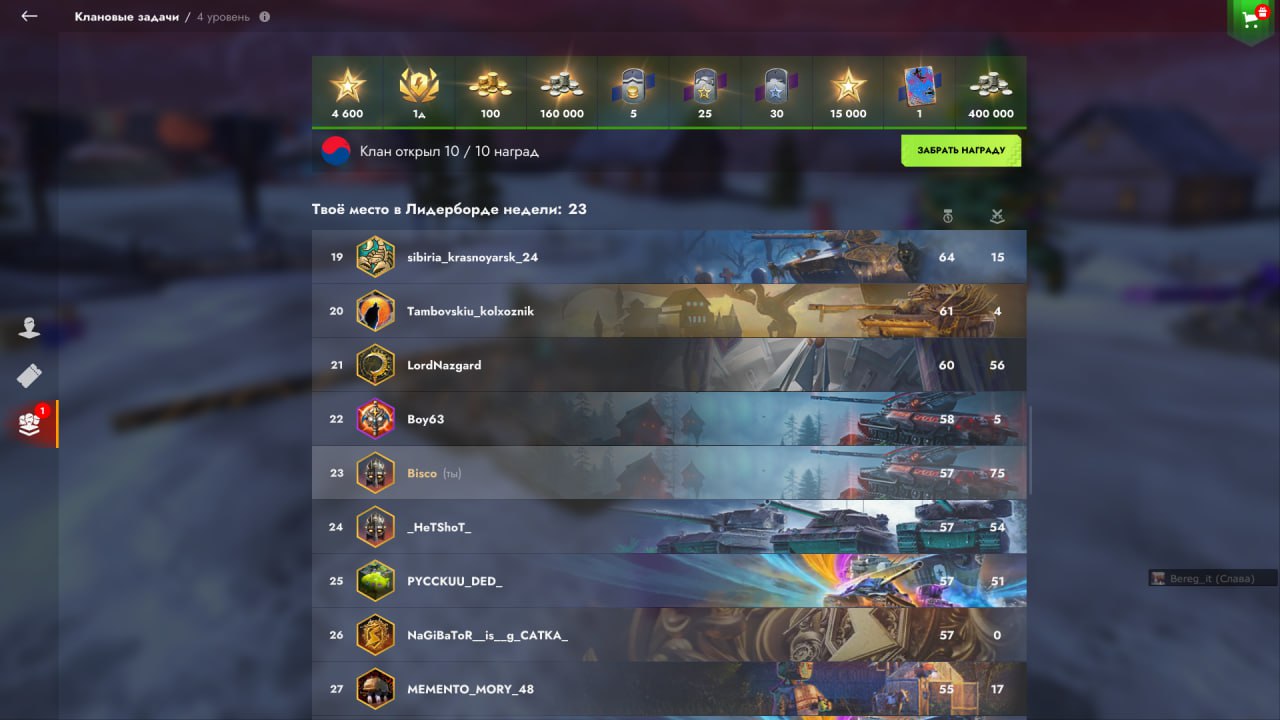 Клановые задачи / 4 уровень
4 600 1д 100 160 000 5 25 30 15 000 1 400 000
Клан открыл 10 / 10 наград
ЗАБРАТЬ НАГРАДУ
Твоё место в Лидерборде недели: 23
19 sibiria_krasnoyarsk_24 64 15
20 Tambovskiu_kolxoznik 61 4
21 LordNazgard 60 56
22 Boy63 58 5
1
23 Bisco (ты) 57 75
24 _HeTShoT_ 57 54
25 PYCCKUU_DED_ 57 51
Bereg_it (Слава)
26 NaGiBaToR__is__g_CATKA_ 57 0
27 MEMENTO_MORY_48 55 17